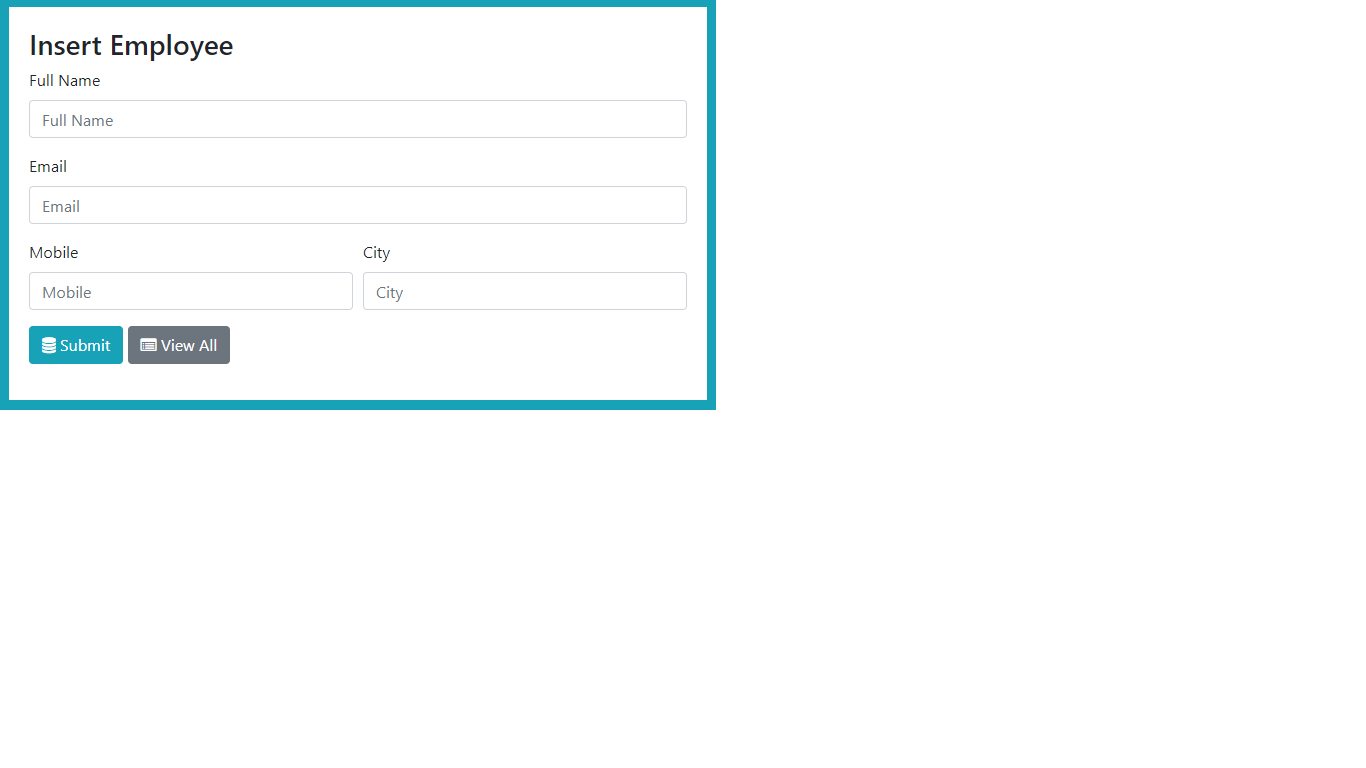 Insert Employee
Full Name
Full Name
Email
Email
Mobile City
Mobile City
Submit View All